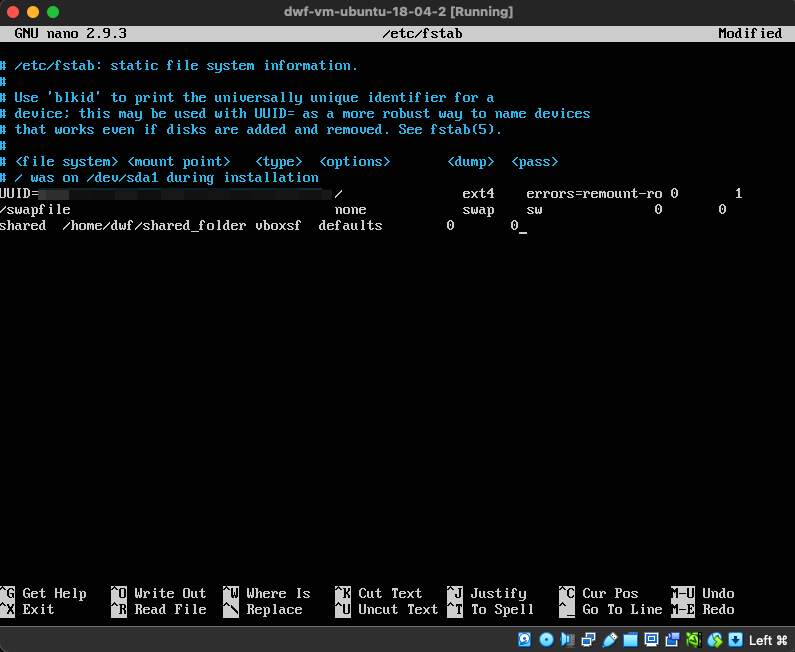 dwf-vm-ubuntu-18-04-2 [Running]
GNU nano 2.9.3 /etc/fstab Modified
# /etc/fstab: static file system information.
#
# Use 'blkid' to print the universally unique identifier for a
# device; this may be used with UUID= as a more robust way to name devices
# that works even if disks are added and removed. See fstab(5).
#
# <file system> <mount point>   <type>  <options>       <dump>  <pass>
# / was on /dev/sda1 during installation
UUID= / ext4 errors=remount-ro 0 1
/swapfile none swap sw 0 0
shared /home/dwf/shared_folder vboxsf defaults 0 0_
^G Get Help ^O Write Out ^W Where Is ^K Cut Text ^J Justify ^C Cur Pos M-U Undo
^X Exit ^R Read File ^\ Replace ^U Uncut Text ^T To Spell ^_ Go To Line M-E Redo
Left ⌘